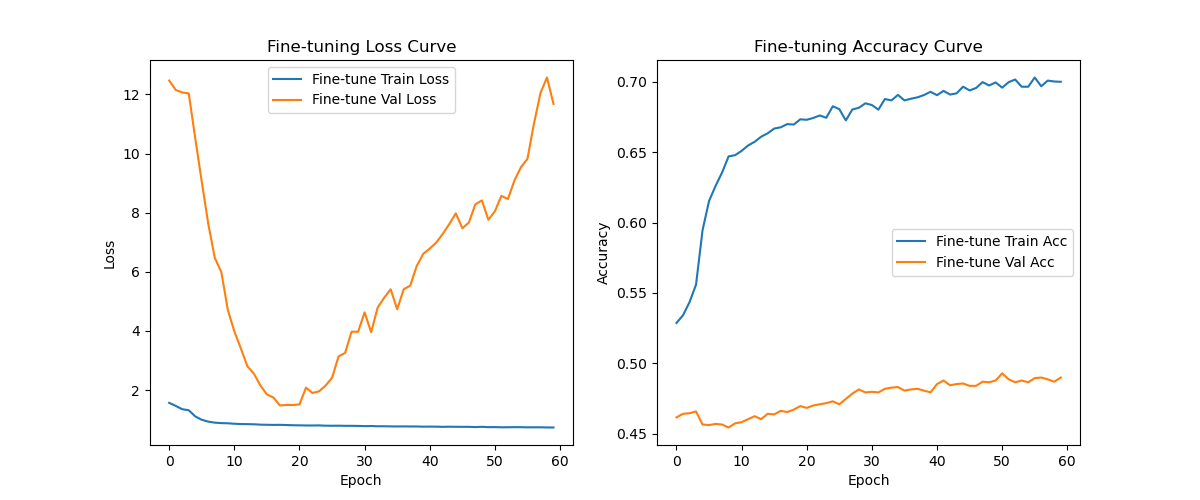 Fine-tuning Loss Curve
Fine-tune Train Loss
Fine-tune Val Loss
12
10
8
6
4
2
Loss
0 10 20 30 40 50 60
Epoch
Fine-tuning Accuracy Curve
0.70
0.65
0.60
0.55
0.50
0.45
Accuracy
Fine-tune Train Acc
Fine-tune Val Acc
0 10 20 30 40 50 60
Epoch